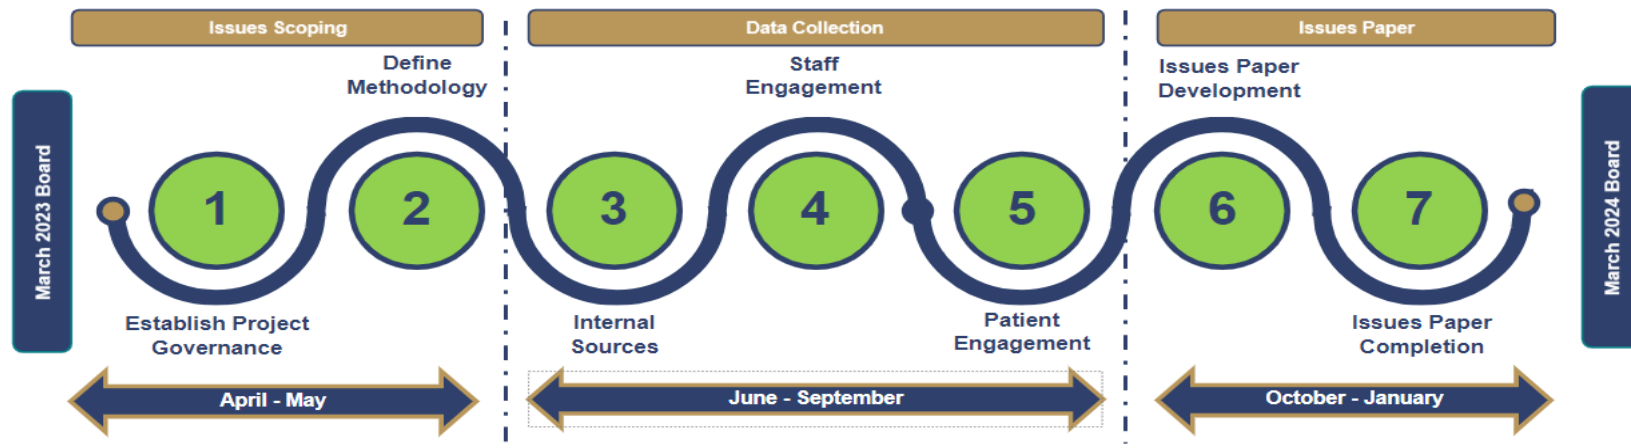 Issues Scoping
Data Collection
Issues Paper
Define
Methodology
Staff
Engagement
Issues Paper
Development
March 2023 Board
1
2
3
4
5
6
7
March 2024 Board
Establish Project
Governance
Internal
Sources
Patient
Engagement
Issues Paper
Completion
April - May
June - September
October - January